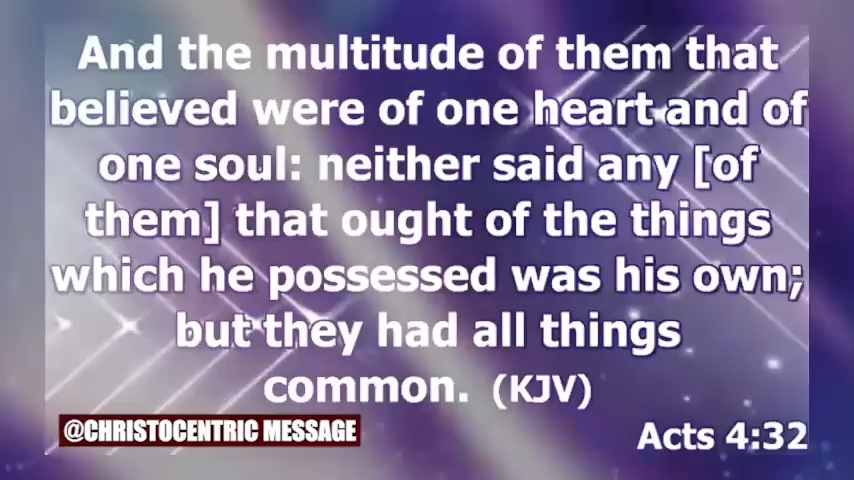 And the multitude of them that
believed were of one heart and of
one soul: neither said any [of
them] that ought of the things
which he possessed was his own;
but they had all things
common. (KJV)
@CHRISTOCENTRIC MESSAGE
Acts 4:32